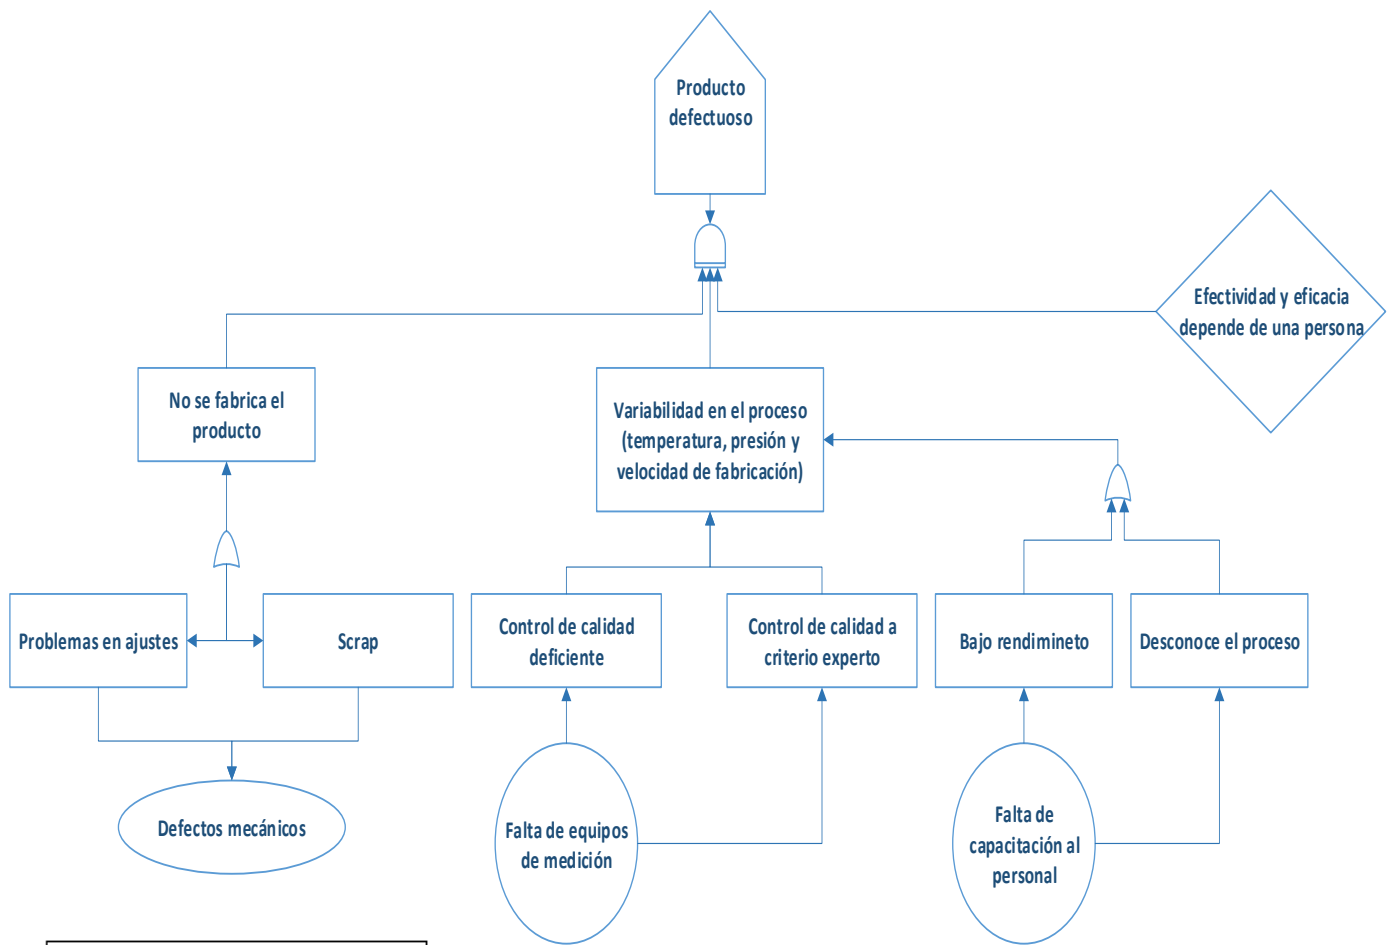 Producto
defectuoso
Efectividad y eficacia
depende de una persona
No se fabrica el
producto
Variabilidad en el proceso
(temperatura, presión y
velocidad de fabricación)
Problemas en ajustes
Scrap
Control de calidad
deficiente
Control de calidad a
criterio experto
Bajo rendimineto
Desconoce el proceso
Defectos mecánicos
Falta de equipos
de medición
Falta de
capacitación al
personal